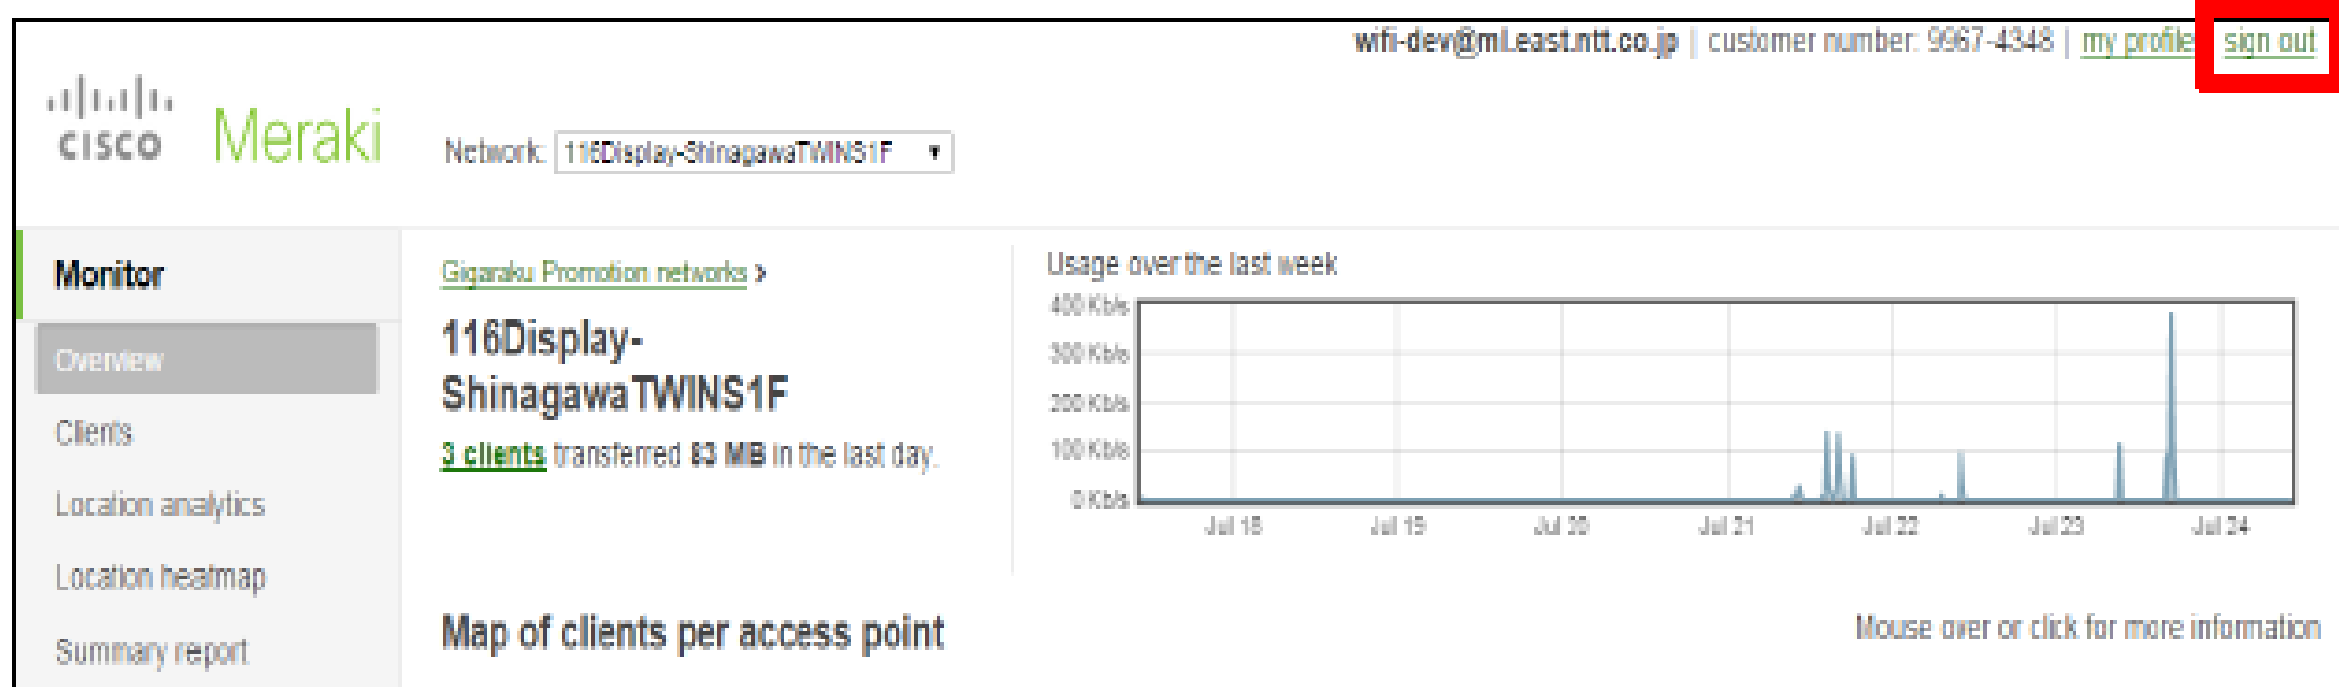 wifi-dev@ml.east.ntt.co.jp | customer number: 9967-4348 | my profile sign out
CISCO Meraki
Network: 116Display-ShinagawaTWINS1F
Monitor
Overview
Clients
Location analytics
Location heatmap
Summary report
Gigaraku Promotion networks >
116Display-
ShinagawaTWINS1F
3 clients transferred 83 MB in the last day.
Usage over the last week
400 Kb/s
300 Kb/s
200 Kb/s
100 Kb/s
0 Kb/s
Jul 18 Jul 19 Jul 20 Jul 21 Jul 22 Jul 23 Jul 24
Map of clients per access point
Mouse over or click for more information